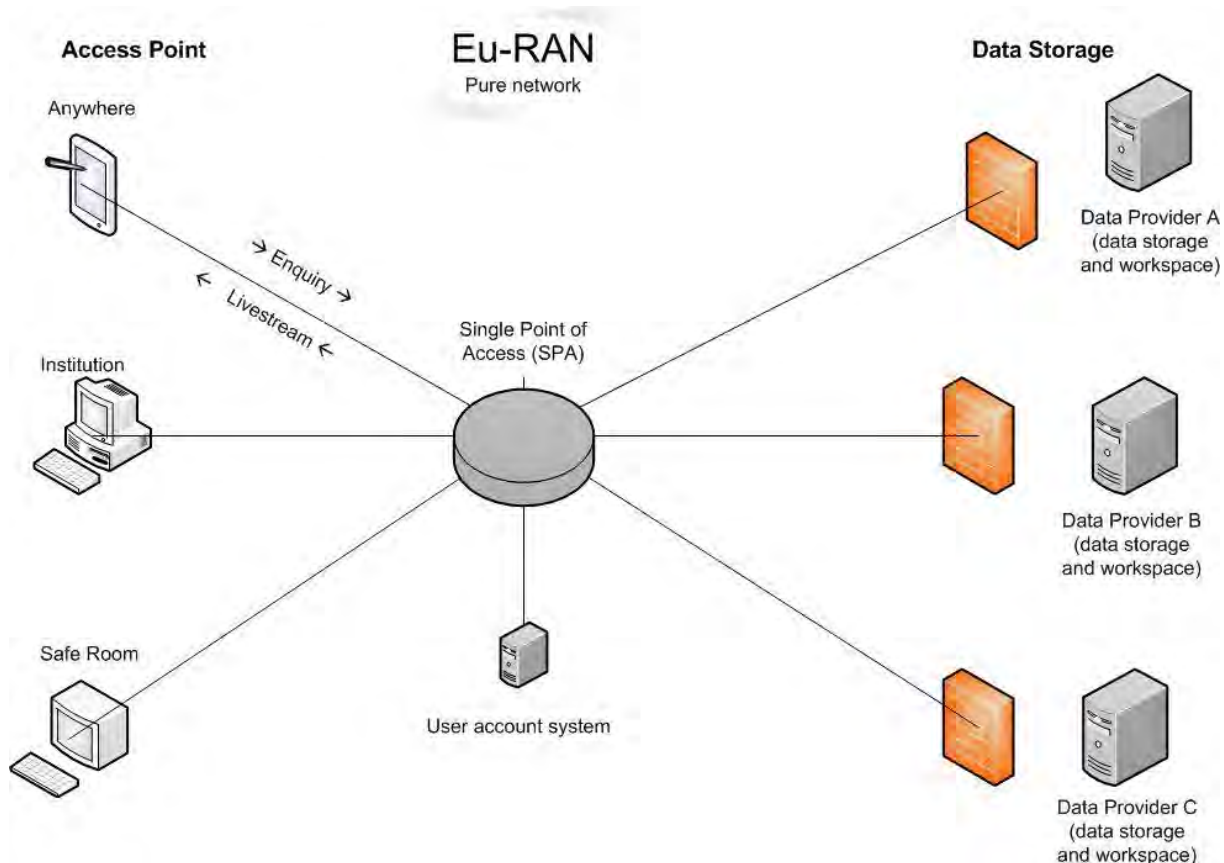 Eu-RAN
Pure network
Access Point
Data Storage
Anywhere
→ Enquiry →
← Livestream ←
Institution
Safe Room
Single Point of
Access (SPA)
User account system
Data Provider A
(data storage
and workspace)
Data Provider B
(data storage
and workspace)
Data Provider C
(data storage
and workspace)